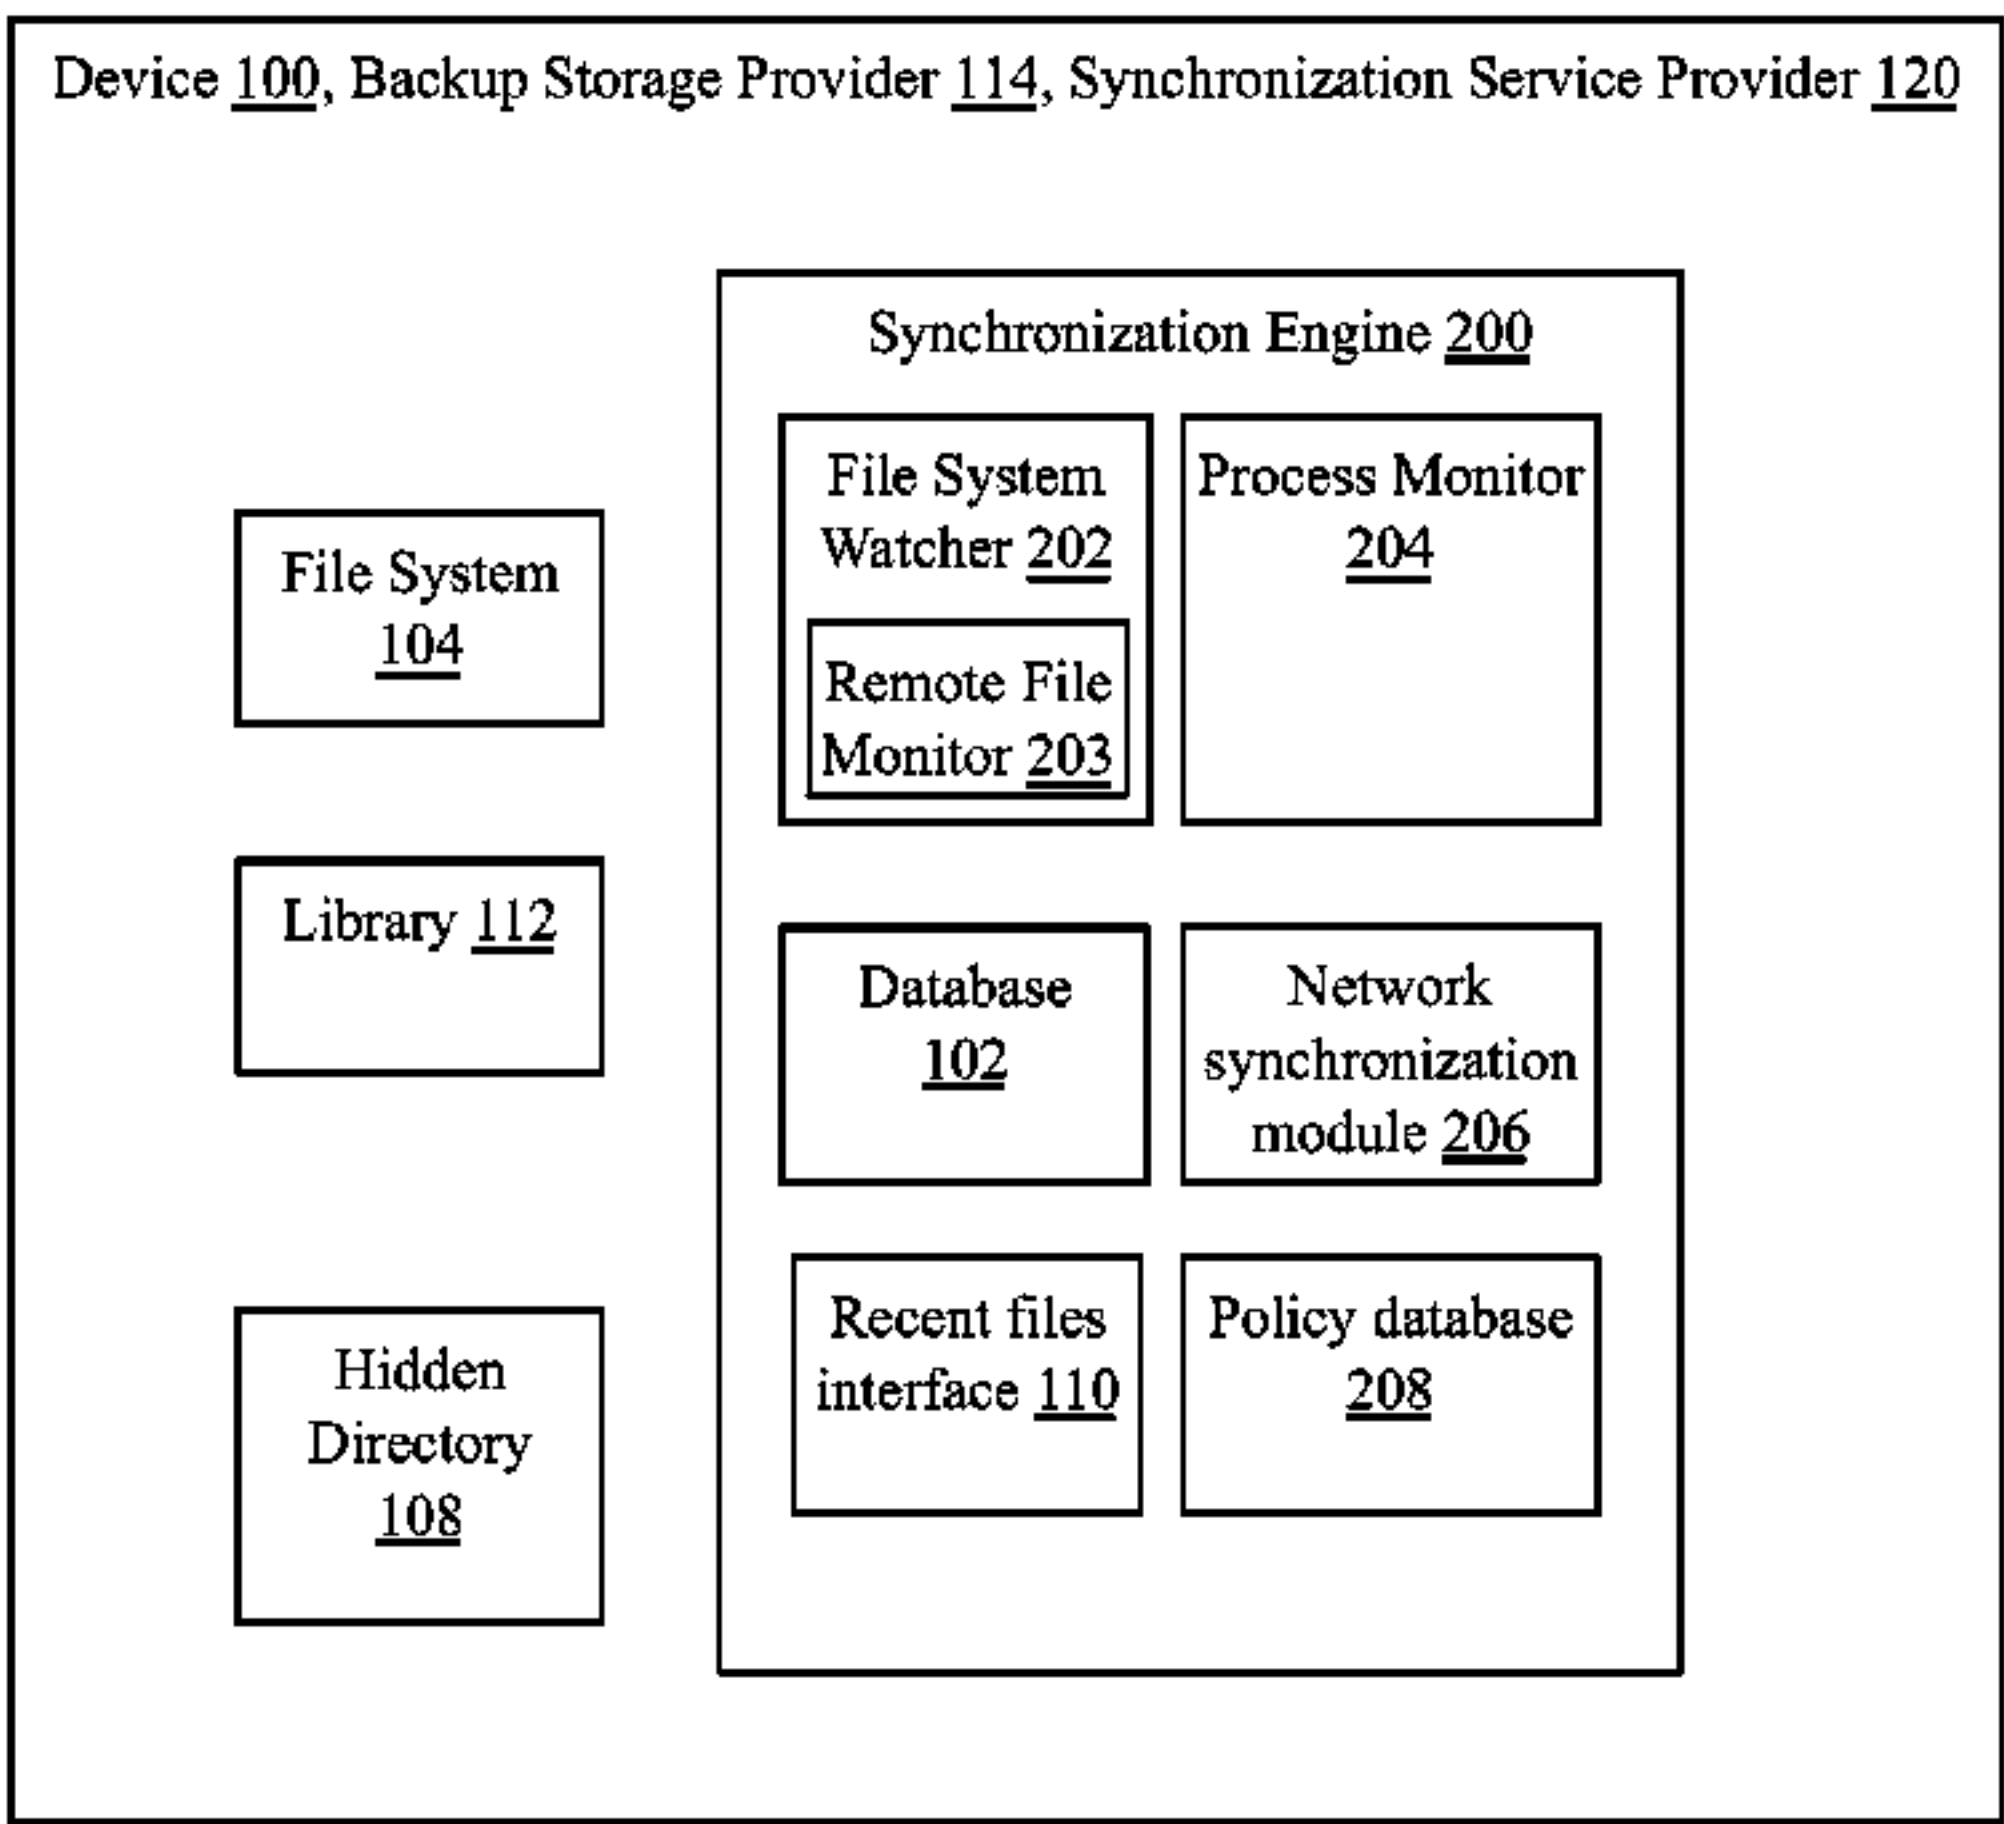 Device 100, Backup Storage Provider 114, Synchronization Service Provider 120
Synchronization Engine 200
File System
Watcher 202
Remote File
Monitor 203
Process Monitor
204
File System
104
Library 112
Database
102
Network
synchronization
module 206
Recent files
interface 110
Policy database
208
Hidden
Directory
108